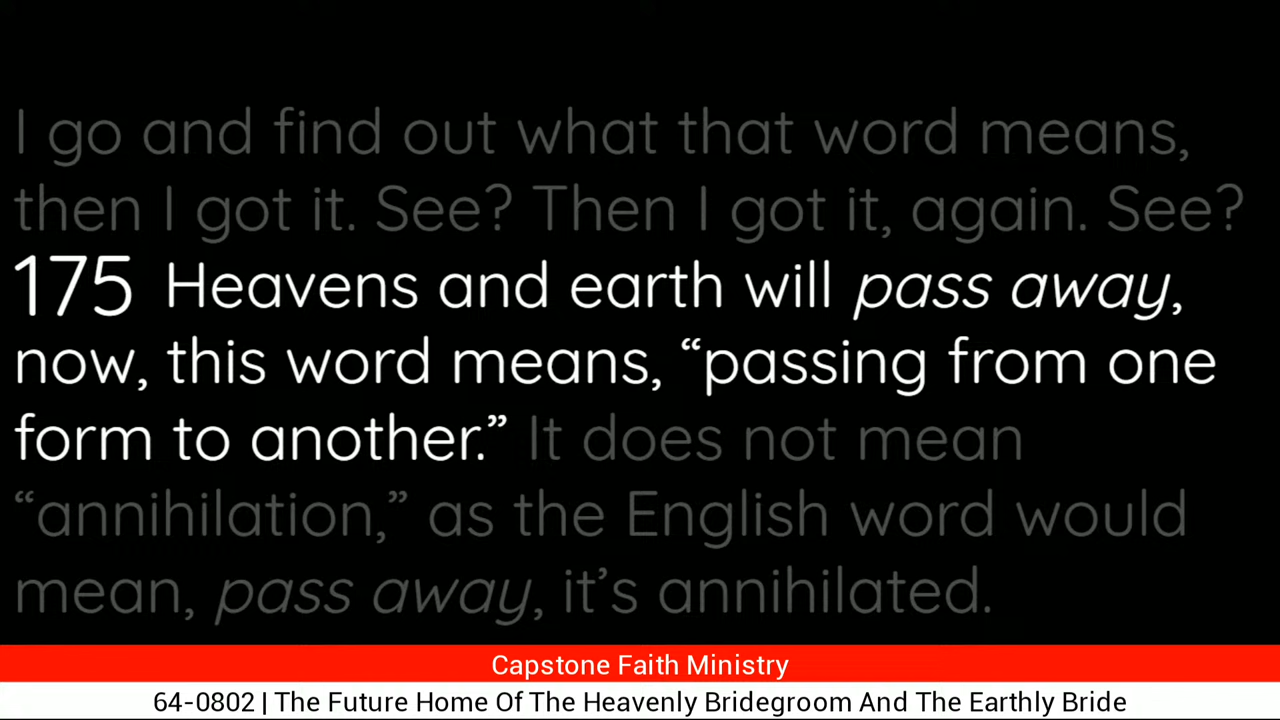 I go and find out what that word means,
then I got it. See? Then I got it, again. See?
175 Heavens and earth will pass away,
now, this word means, “passing from one
form to another.” It does not mean
“annihilation,” as the English word would
mean, pass away, it’s annihilated.
Capstone Faith Ministry
64-0802 | The Future Home Of The Heavenly Bridegroom And The Earthly Bride